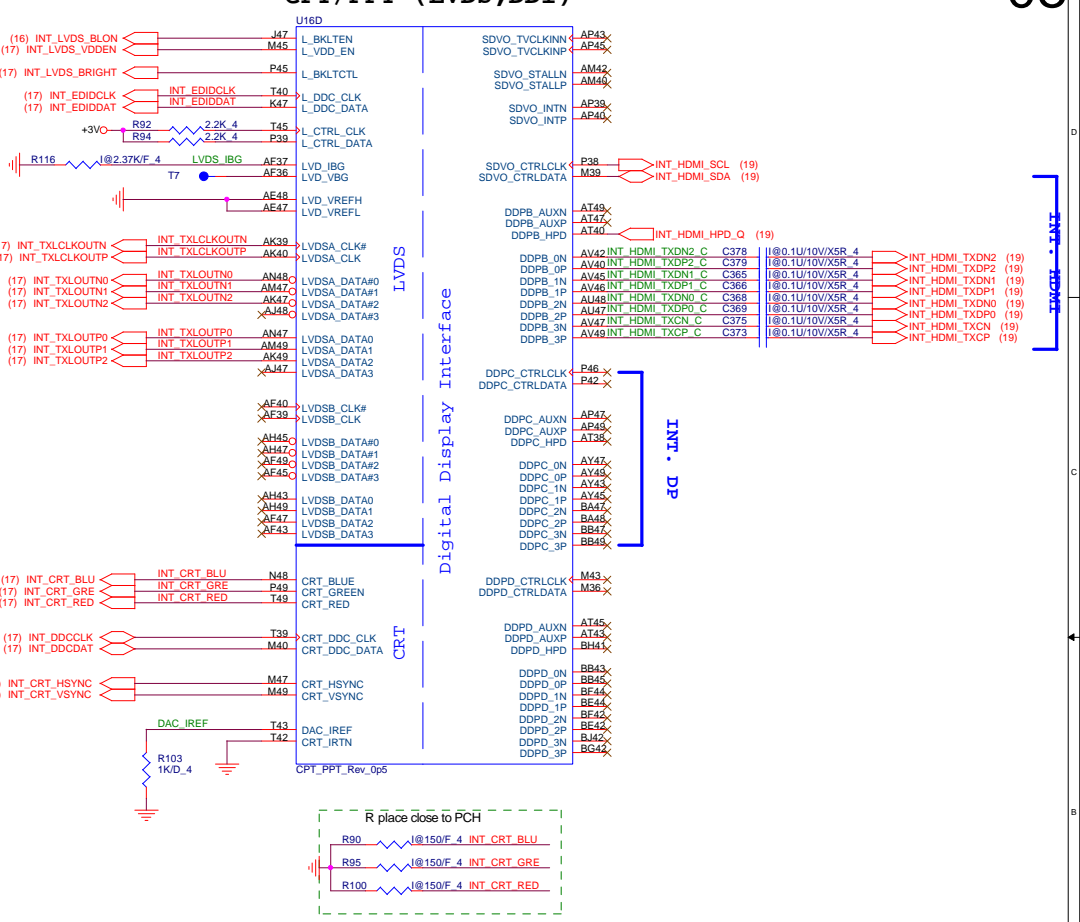 U16D
(16) INT_LVDS_BLON J47 L_BKLTEN
(17) INT_LVDS_VDDEN M45 L_VDD_EN
(17) INT_LVDS_BRIGHT P45 L_BKLTCTL
(17) INT_EDIDCLK INT_EDIDCLK T40 L_DDC_CLK
(17) INT_EDIDDAT INT_EDIDDAT K47 L_DDC_DATA
+3V R92 2.2K_4 T45 L_CTRL_CLK
R94 2.2K_4 P39 L_CTRL_DATA
R116 I@2.37K/F_4 LVDS_IBG AF37 LVD_IBG
T7 AF36 LVD_VBG
AE48 LVD_VREFH
AE47 LVD_VREFL
INT_TXLCLKOUTN INT_TXLCLKOUTN AK39 LVDSA_CLK#
INT_TXLCLKOUTP INT_TXLCLKOUTP AK40 LVDSA_CLK
(17) INT_TXLOUTN0 INT_TXLOUTN0 AN48 LVDSA_DATA#0
(17) INT_TXLOUTN1 INT_TXLOUTN1 AM47 LVDSA_DATA#1
(17) INT_TXLOUTN2 INT_TXLOUTN2 AK47 LVDSA_DATA#2
AJ48 LVDSA_DATA#3
(17) INT_TXLOUTP0 INT_TXLOUTP0 AN47 LVDSA_DATA0
(17) INT_TXLOUTP1 INT_TXLOUTP1 AM49 LVDSA_DATA1
(17) INT_TXLOUTP2 INT_TXLOUTP2 AK49 LVDSA_DATA2
AJ47 LVDSA_DATA3
AF40 LVDSB_CLK#
AF39 LVDSB_CLK
AH45 LVDSB_DATA#0
AH47 LVDSB_DATA#1
AF49 LVDSB_DATA#2
AF45 LVDSB_DATA#3
AH43 LVDSB_DATA0
AH49 LVDSB_DATA1
AF47 LVDSB_DATA2
AF43 LVDSB_DATA3
(17) INT_CRT_BLU INT_CRT_BLU N48 CRT_BLUE
(17) INT_CRT_GRE INT_CRT_GRE P49 CRT_GREEN
(17) INT_CRT_RED INT_CRT_RED T49 CRT_RED
(17) INT_DDCCLK T39 CRT_DDC_CLK
(17) INT_DDCDAT M40 CRT_DDC_DATA
INT_CRT_HSYNC M47 CRT_HSYNC
INT_CRT_VSYNC M49 CRT_VSYNC
DAC_IREF T43 DAC_IREF
T42 CRT_IRTN
R103
1K/D_4
CPT_PPT_Rev_0p5
LVDS
Digital Display Interface
CRT
SDVO_TVCLKINN AP43
SDVO_TVCLKINP AP45
SDVO_STALLN AM42
SDVO_STALLP AM40
SDVO_INTN AP39
SDVO_INTP AP40
SDVO_CTRLCLK P38 INT_HDMI_SCL (19)
SDVO_CTRLDATA M39 INT_HDMI_SDA (19)
DDPB_AUXN AT49
DDPB_AUXP AT47
DDPB_HPD AT40 INT_HDMI_HPD_Q (19)
DDPB_0N AV42 INT_HDMI_TXDN2_C C378 I@0.1U/10V/X5R_4 INT_HDMI_TXDN2 (19)
DDPB_0P AV40 INT_HDMI_TXDP2_C C379 I@0.1U/10V/X5R_4 INT_HDMI_TXDP2 (19)
DDPB_1N AV45 INT_HDMI_TXDN1_C C365 I@0.1U/10V/X5R_4 INT_HDMI_TXDN1 (19)
DDPB_1P AV46 INT_HDMI_TXDP1_C C366 I@0.1U/10V/X5R_4 INT_HDMI_TXDP1 (19)
DDPB_2N AU48 INT_HDMI_TXDN0_C C368 I@0.1U/10V/X5R_4 INT_HDMI_TXDN0 (19)
DDPB_2P AU47 INT_HDMI_TXDP0_C C369 I@0.1U/10V/X5R_4 INT_HDMI_TXDP0 (19)
DDPB_3N AV47 INT_HDMI_TXCN_C C375 I@0.1U/10V/X5R_4 INT_HDMI_TXCN (19)
DDPB_3P AV49 INT_HDMI_TXCP_C C373 I@0.1U/10V/X5R_4 INT_HDMI_TXCP (19)
INT. HDMI
DDPC_CTRLCLK P46
DDPC_CTRLDATA P42
DDPC_AUXN AP47
DDPC_AUXP AP49
DDPC_HPD AT38
DDPC_0N AY47
DDPC_0P AY49
DDPC_1N AY43
DDPC_1P AY45
DDPC_2N BA47
DDPC_2P BA48
DDPC_3N BB47
DDPC_3P BB49
INT. DP
DDPD_CTRLCLK M43
DDPD_CTRLDATA M36
DDPD_AUXN AT45
DDPD_AUXP AT43
DDPD_HPD BH41
DDPD_0N BB43
DDPD_0P BB45
DDPD_1N BF44
DDPD_1P BE44
DDPD_2N BF42
DDPD_2P BE42
DDPD_3N BJ42
DDPD_3P BG42
D
C
B
R place close to PCH
R90 I@150/F_4 INT_CRT_BLU
R95 I@150/F_4 INT_CRT_GRE
R100 I@150/F_4 INT_CRT_RED